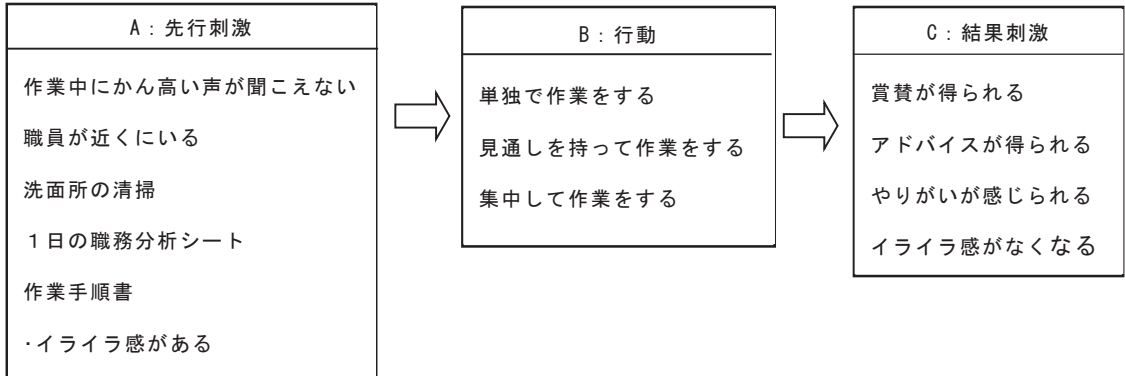 A：先行刺激
作業中にかん高い声が聞こえない
職員が近くにいる
洗面所の清掃
１日の職務分析シート
作業手順書
・イライラ感がある
B：行動
単独で作業をする
見通しを持って作業をする
集中して作業をする
C：結果刺激
賞賛が得られる
アドバイスが得られる
やりがいが感じられる
イライラ感がなくなる